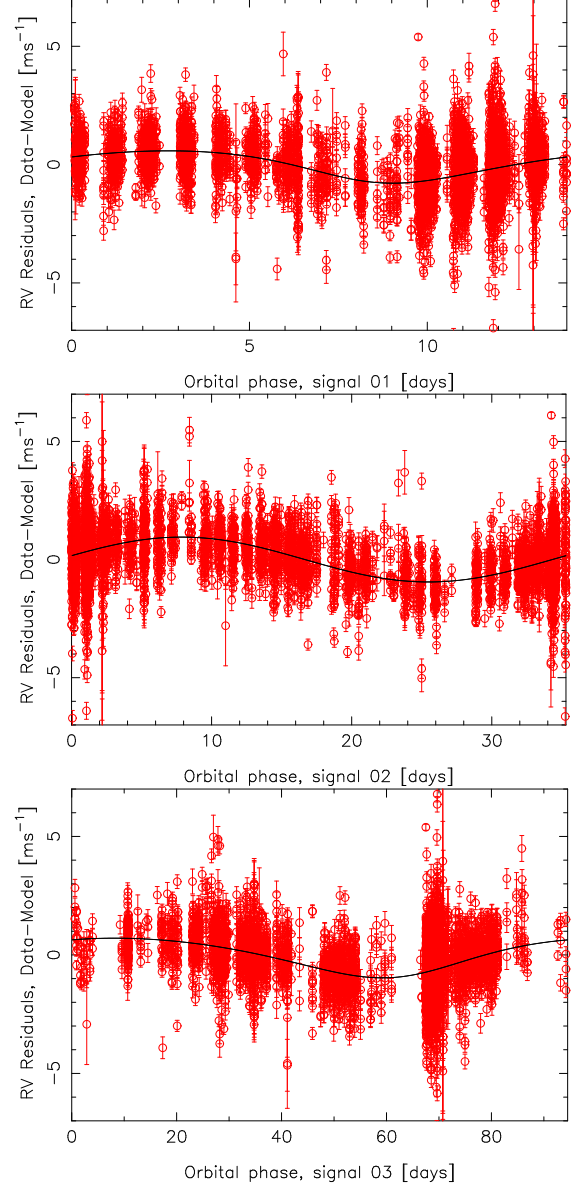 RV Residuals, Data−Model [ms⁻¹]
5
0
−5
0 5 10
Orbital phase, signal 01 [days]
RV Residuals, Data−Model [ms⁻¹]
5
0
−5
0 10 20 30
Orbital phase, signal 02 [days]
RV Residuals, Data−Model [ms⁻¹]
5
0
−5
0 20 40 60 80
Orbital phase, signal 03 [days]